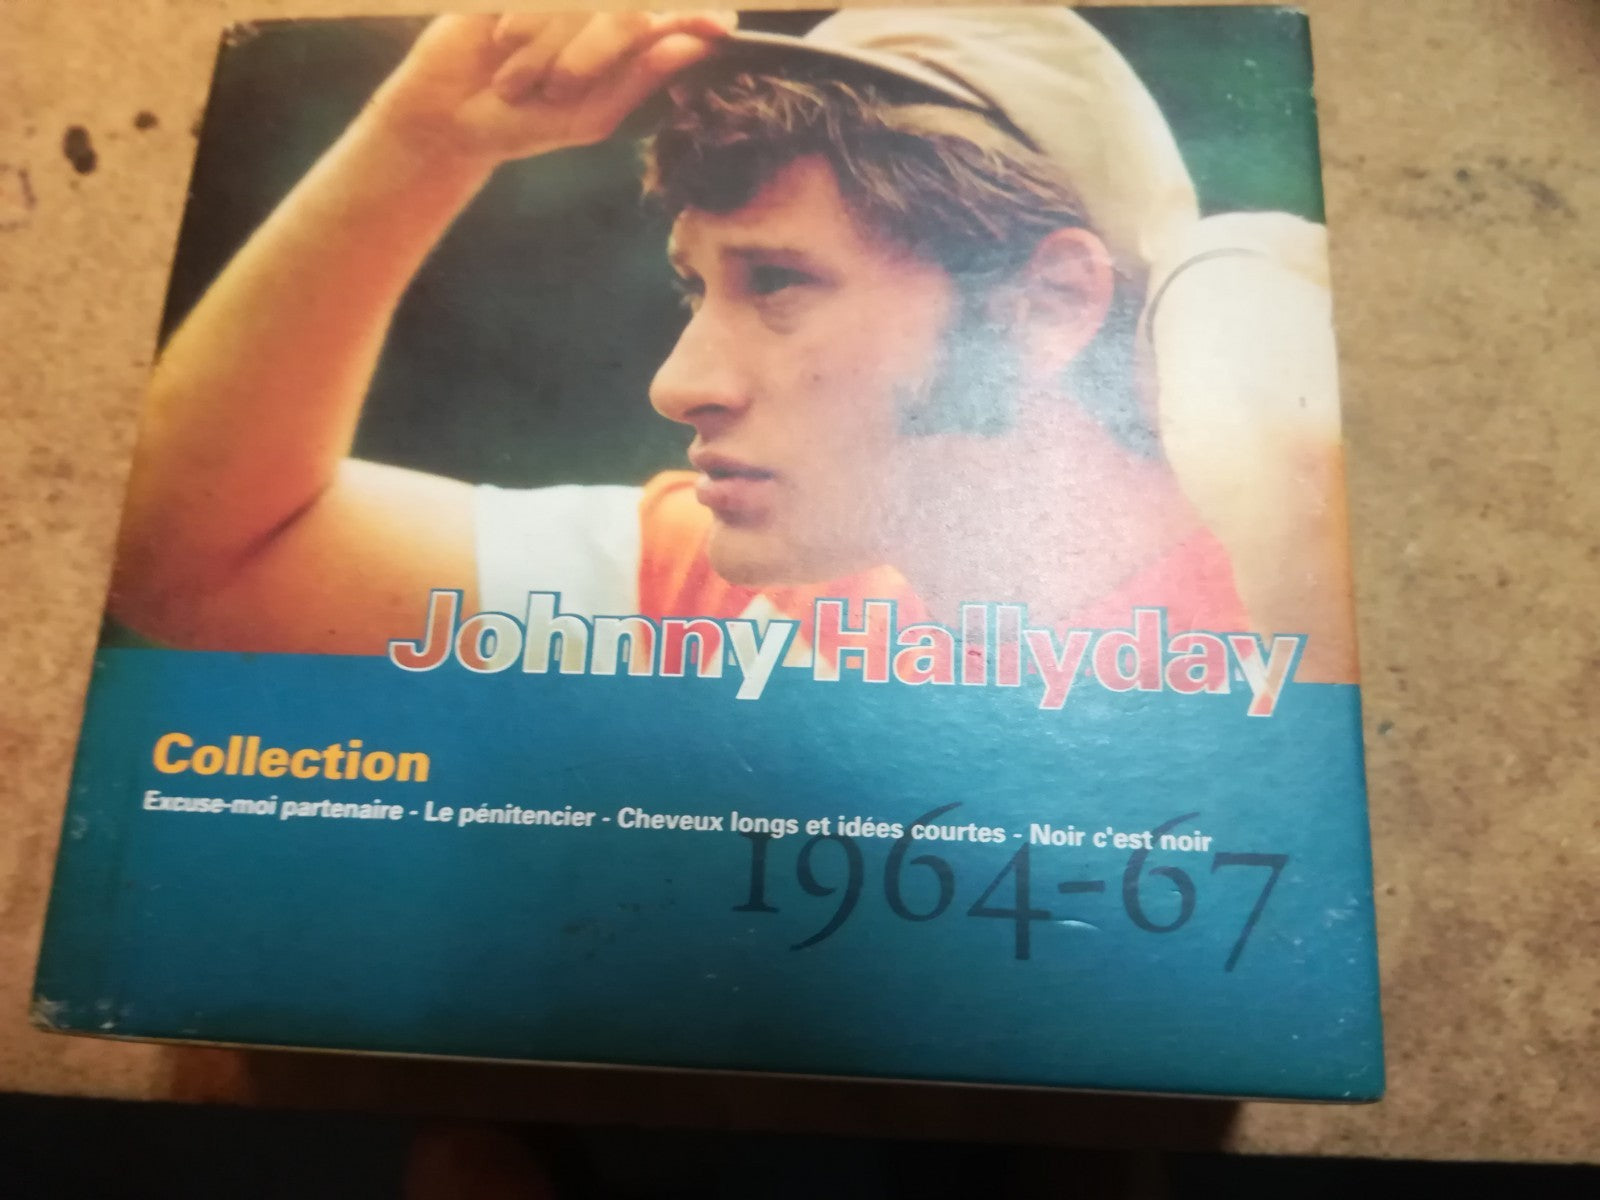 Johnny Hallyday
Collection
Excuse-moi partenaire - Le pénitencier - Cheveux longs et idées courtes - Noir c'est noir
1964-67